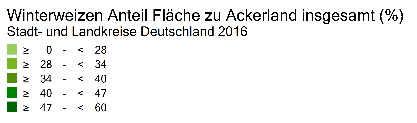 Winterweizen Anteil Fläche zu Ackerland insgesamt (%)
Stadt- und Landkreise Deutschland 2016
≥ 0 - < 28
≥ 28 - < 34
≥ 34 - < 40
≥ 40 - < 47
≥ 47 - < 60